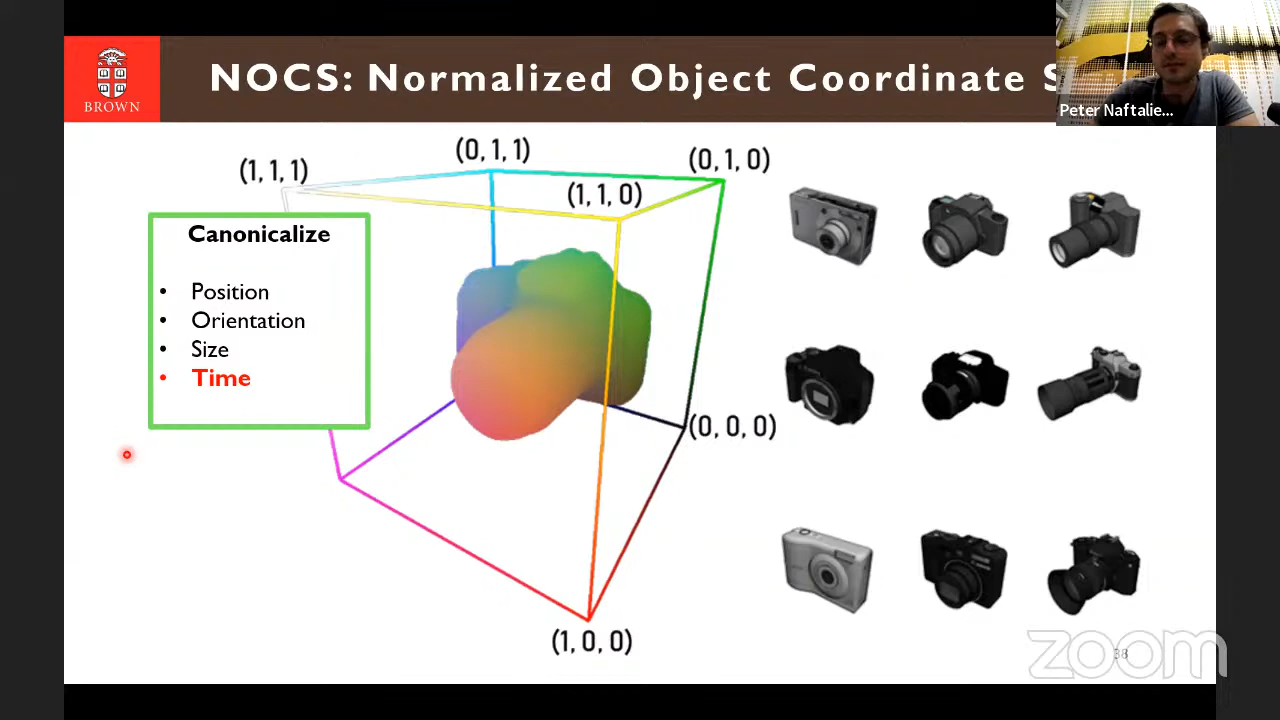 BROWN
NOCS: Normalized Object Coordinate S
Peter Naftalie...
(1, 1, 1)
(0, 1, 1)
(0, 1, 0)
(1, 1, 0)
Canonicalize
• Position
• Orientation
• Size
• Time
(0, 0, 0)
(1, 0, 0)
38
zoom